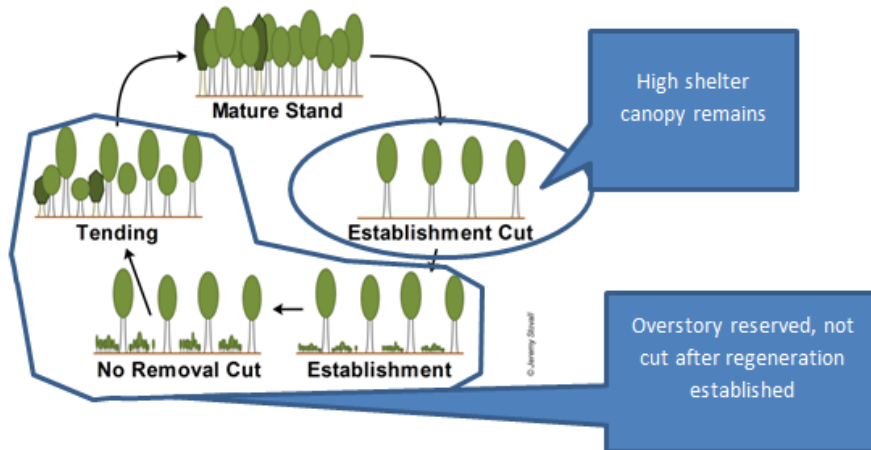 Mature Stand
High shelter
canopy remains
Tending
Establishment Cut
No Removal Cut
Establishment
© Jeremy Stovall
Overstory reserved, not
cut after regeneration
established